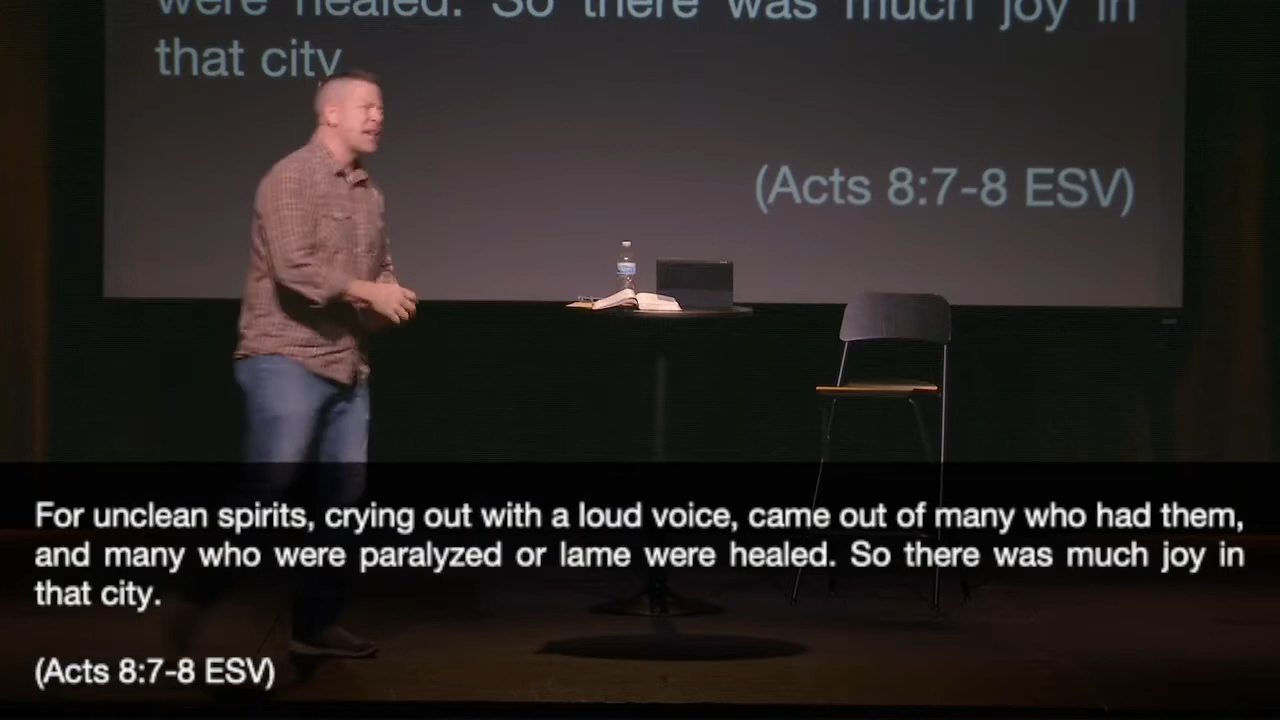 were healed. So there was much joy in
that city
(Acts 8:7-8 ESV)
For unclean spirits, crying out with a loud voice, came out of many who had them,
and many who were paralyzed or lame were healed. So there was much joy in
that city.
(Acts 8:7-8 ESV)